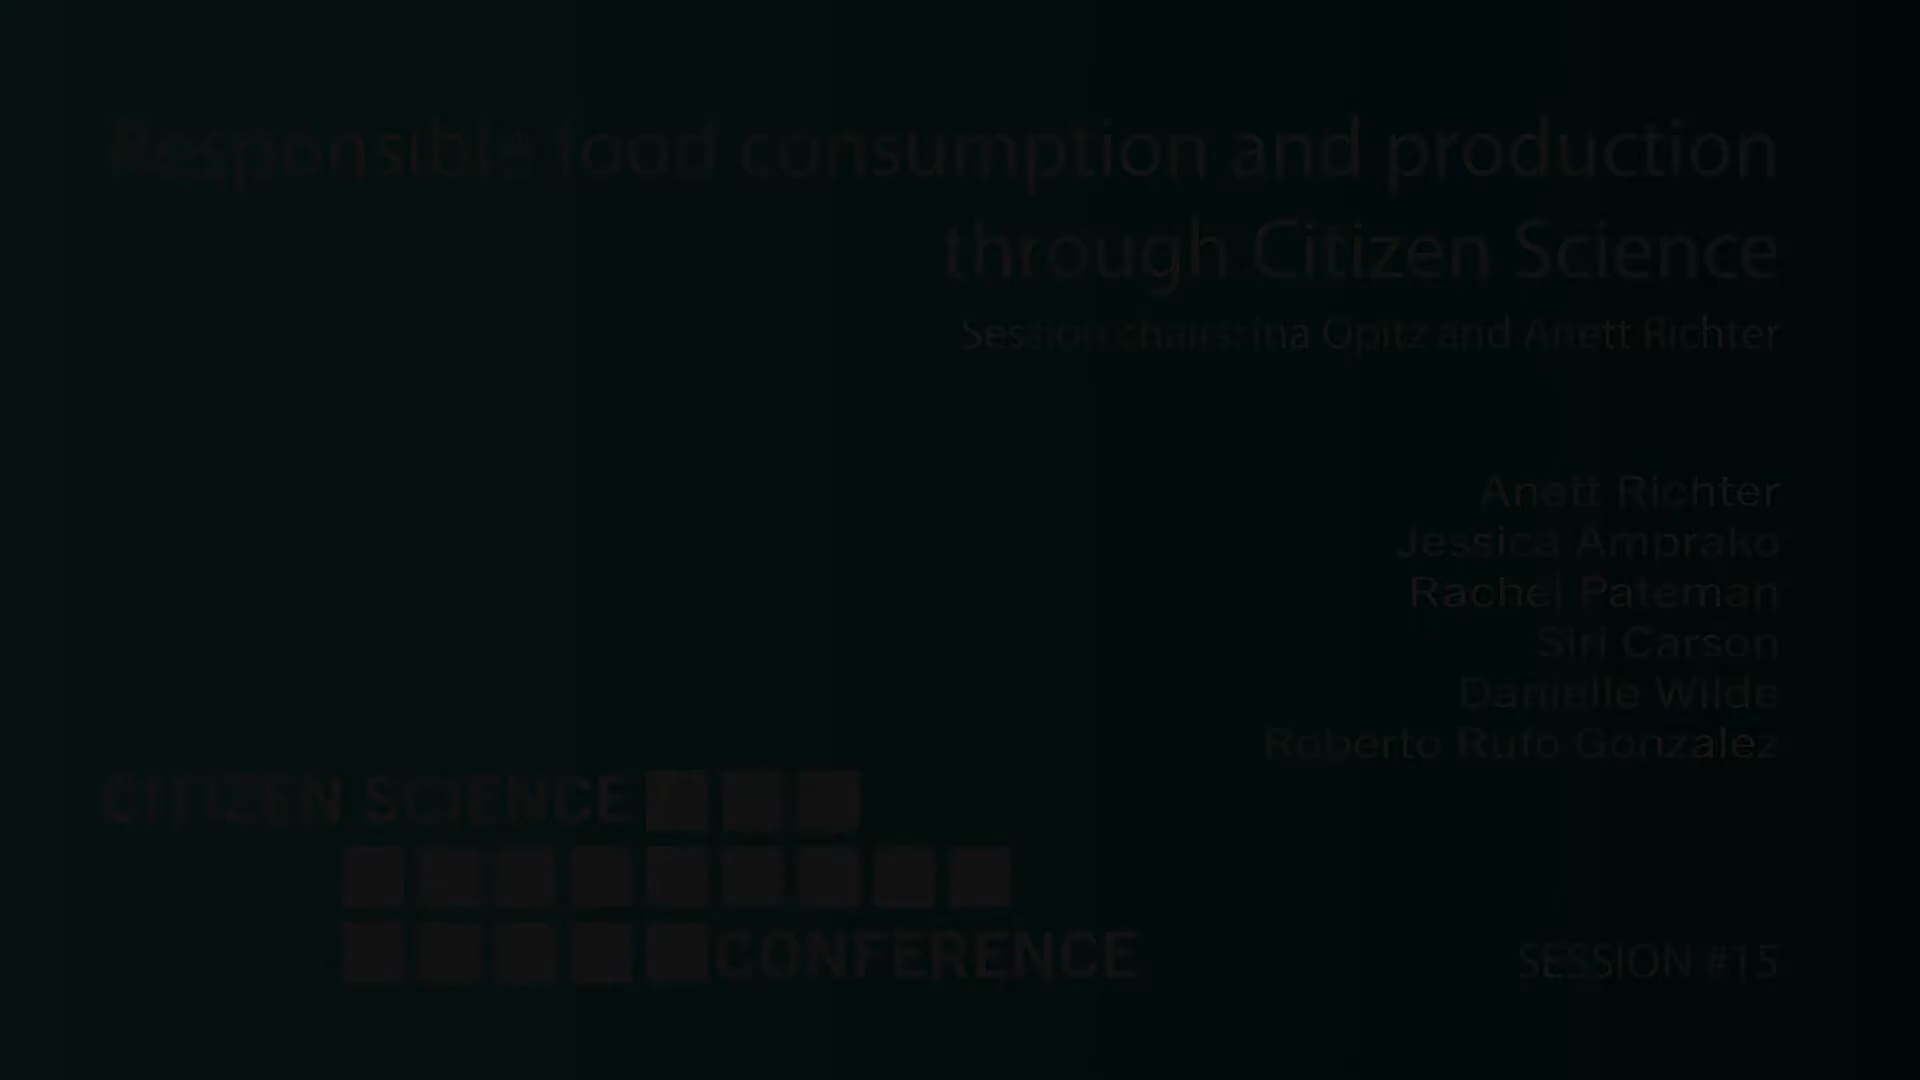 Responsible food consumption and production
through Citizen Science
Session chairs: Ina Opitz and Anett Richter
Anett Richter
Jessica Amprako
Rachel Pateman
Siri Carson
Danielle Wilde
Roberto Rufo Gonzalez
CITIZEN SCIENCE
CONFERENCE
SESSION #15